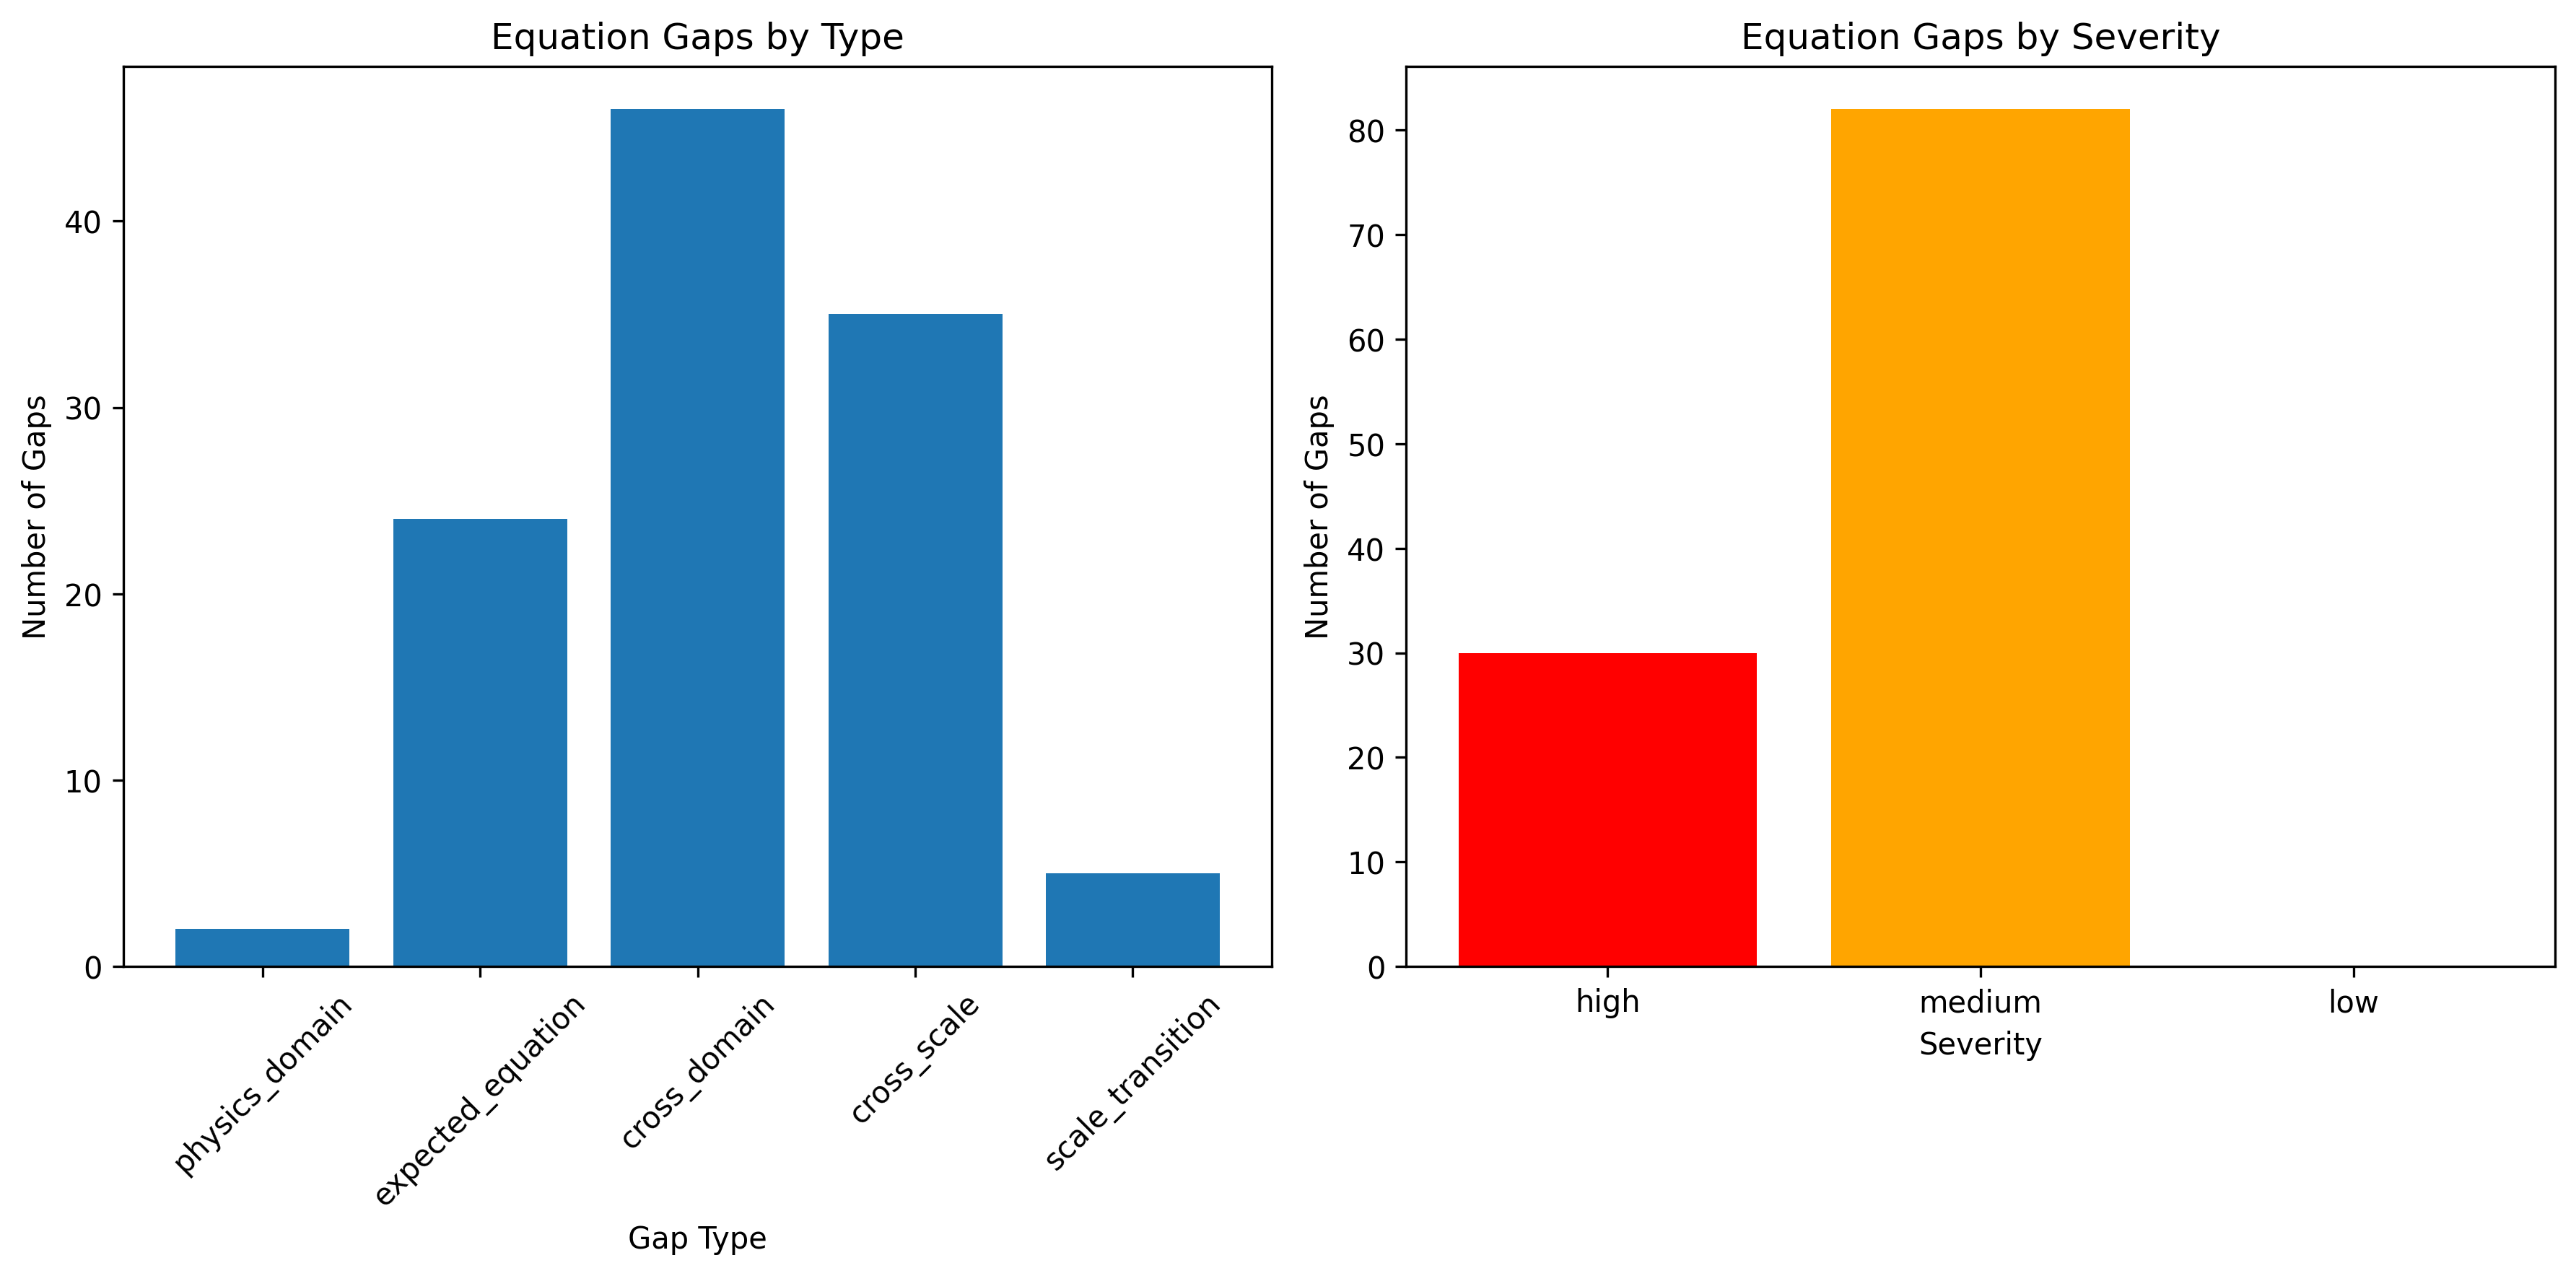 Equation Gaps by Type
Number of Gaps
40
30
20
10
0
physics_domain
expected_equation
cross_domain
cross_scale
scale_transition
Gap Type
Equation Gaps by Severity
Number of Gaps
80
70
60
50
40
30
20
10
0
high
medium
low
Severity